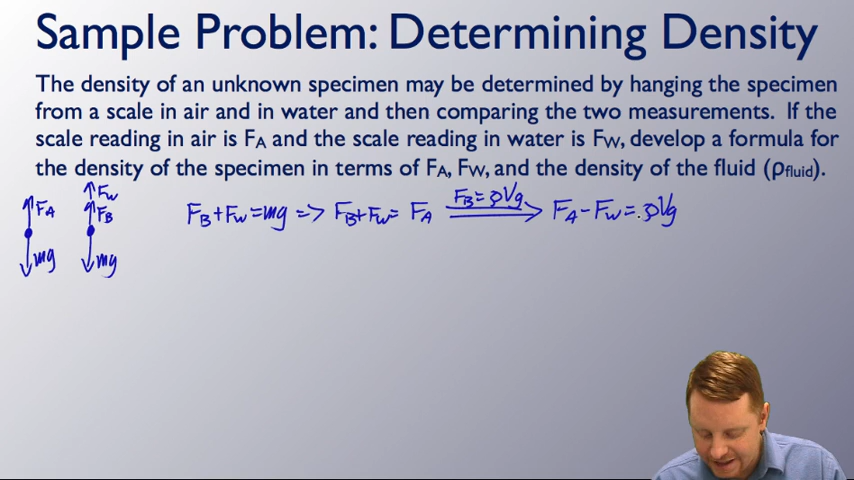 Sample Problem: Determining Density
The density of an unknown specimen may be determined by hanging the specimen
from a scale in air and in water and then comparing the two measurements. If the
scale reading in air is FA and the scale reading in water is FW, develop a formula for
the density of the specimen in terms of FA, FW, and the density of the fluid (ρfluid).
FA
mg
FW
FB
mg
FB+FW=mg => FB+FW= FA FB=ρVg FA-FW=ρVg